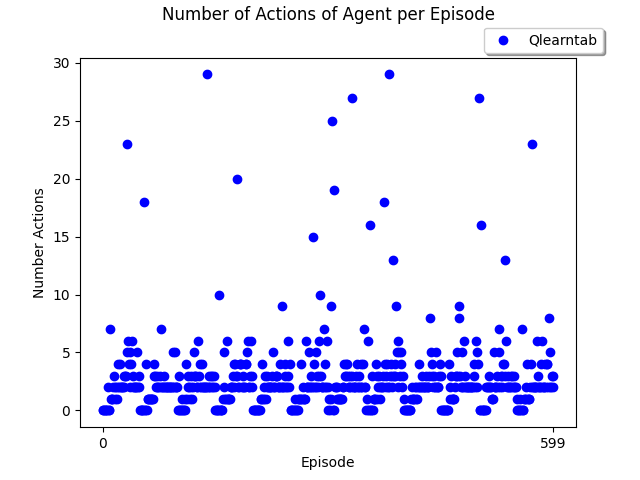 Number of Actions of Agent per Episode
Qlearntab
30
25
20
15
10
5
0
Number Actions
0
599
Episode